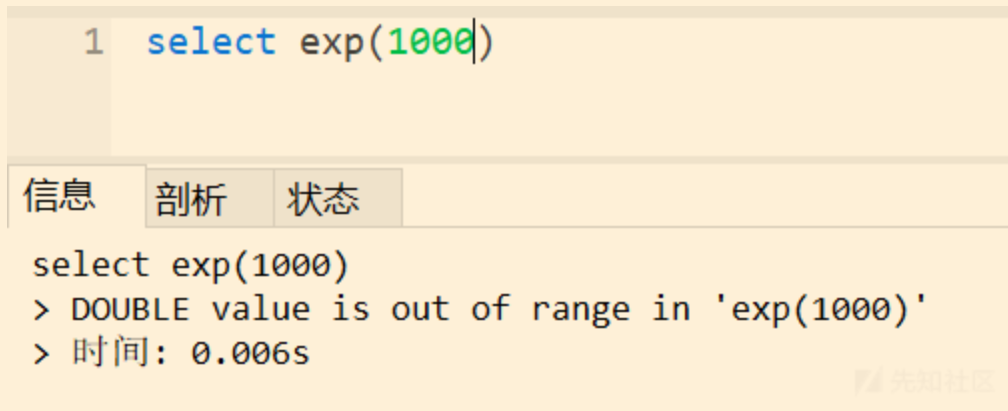 1 select exp(1000)
信息 剖析 状态
select exp(1000)
> DOUBLE value is out of range in 'exp(1000)'
> 时间: 0.006s
先知社区